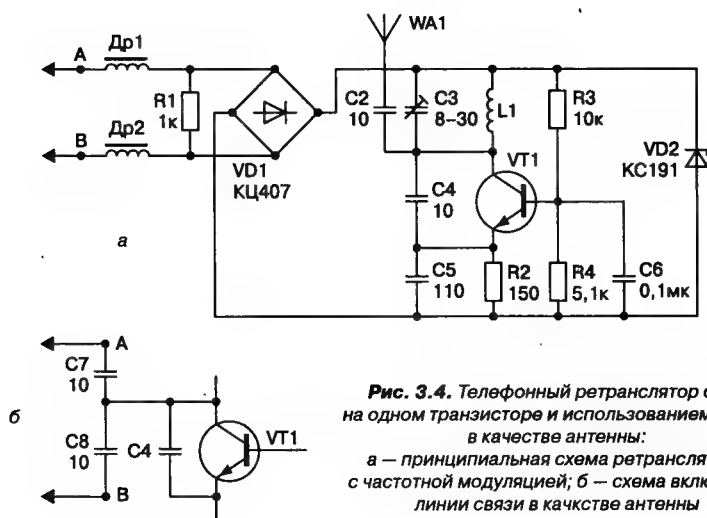 WA1
Др1
A
R1
1к
B
Др2
VD1
КЦ407
C2
10
C3
8–30
L1
R3
10к
VT1
VD2
КС191
C4
10
C5
110
R2
150
R4
5,1к
C6
0,1мк
а
A
C7
10
б
C8
10
C4
VT1
B
Рис. 3.4. Телефонный ретранслятор
на одном транзисторе и использованием
в качестве антенны:
а — принципиальная схема ретрансля
с частотной модуляцией; б — схема вклю
линии связи в качкстве антенны